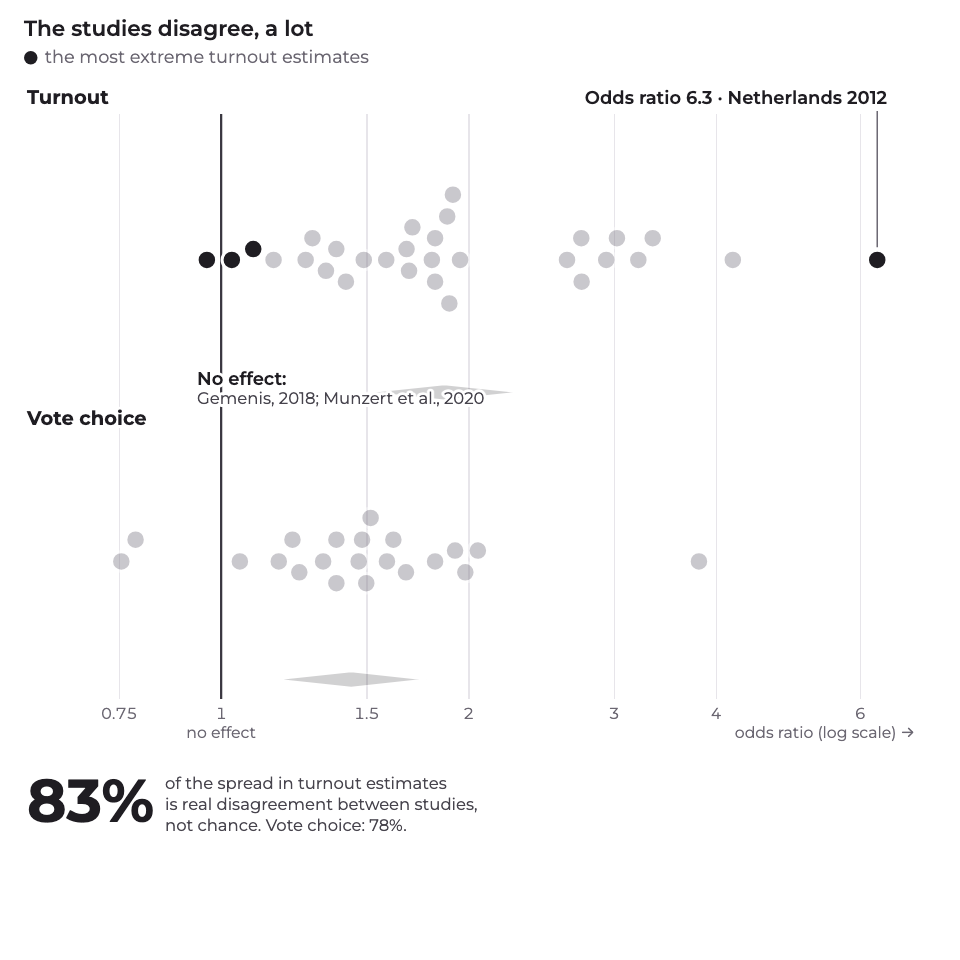 The studies disagree, a lot
the most extreme turnout estimates
Turnout
Odds ratio 6.3 · Netherlands 2012
No effect:
Gemenis, 2018; Munzert et al., 2020
Vote choice
0.75 1 1.5 2 3 4 6
no effect
odds ratio (log scale) →
83%
of the spread in turnout estimates
is real disagreement between studies,
not chance. Vote choice: 78%.